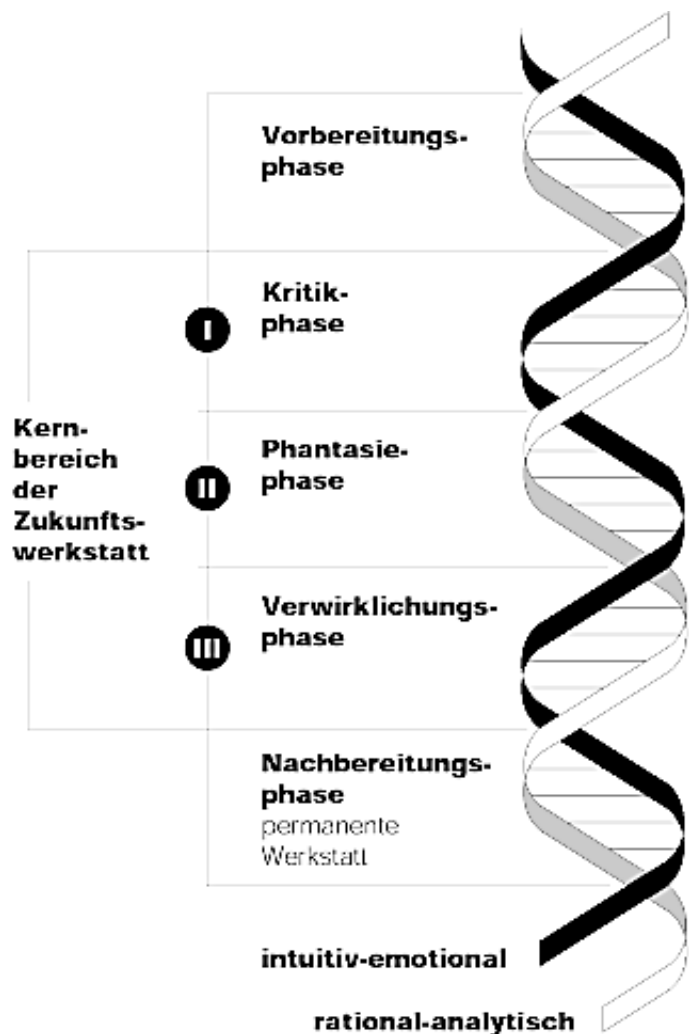 Vorbereitungs-
phase
Kritik-
phase
I
Kern-
bereich
der
Zukunfts-
werkstatt
Phantasie-
phase
II
Verwirklichungs-
phase
III
Nachbereitungs-
phase
permanente
Werkstatt
intuitiv-emotional
rational-analytisch